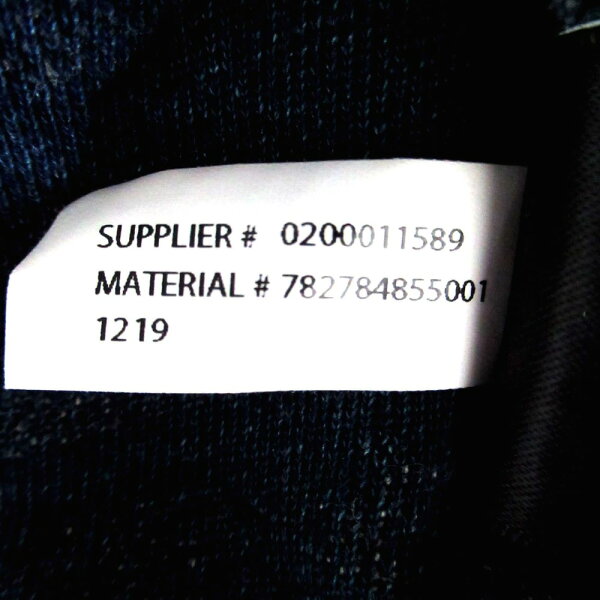 SUPPLIER # 0200011589
MATERIAL # 782784855001
1219